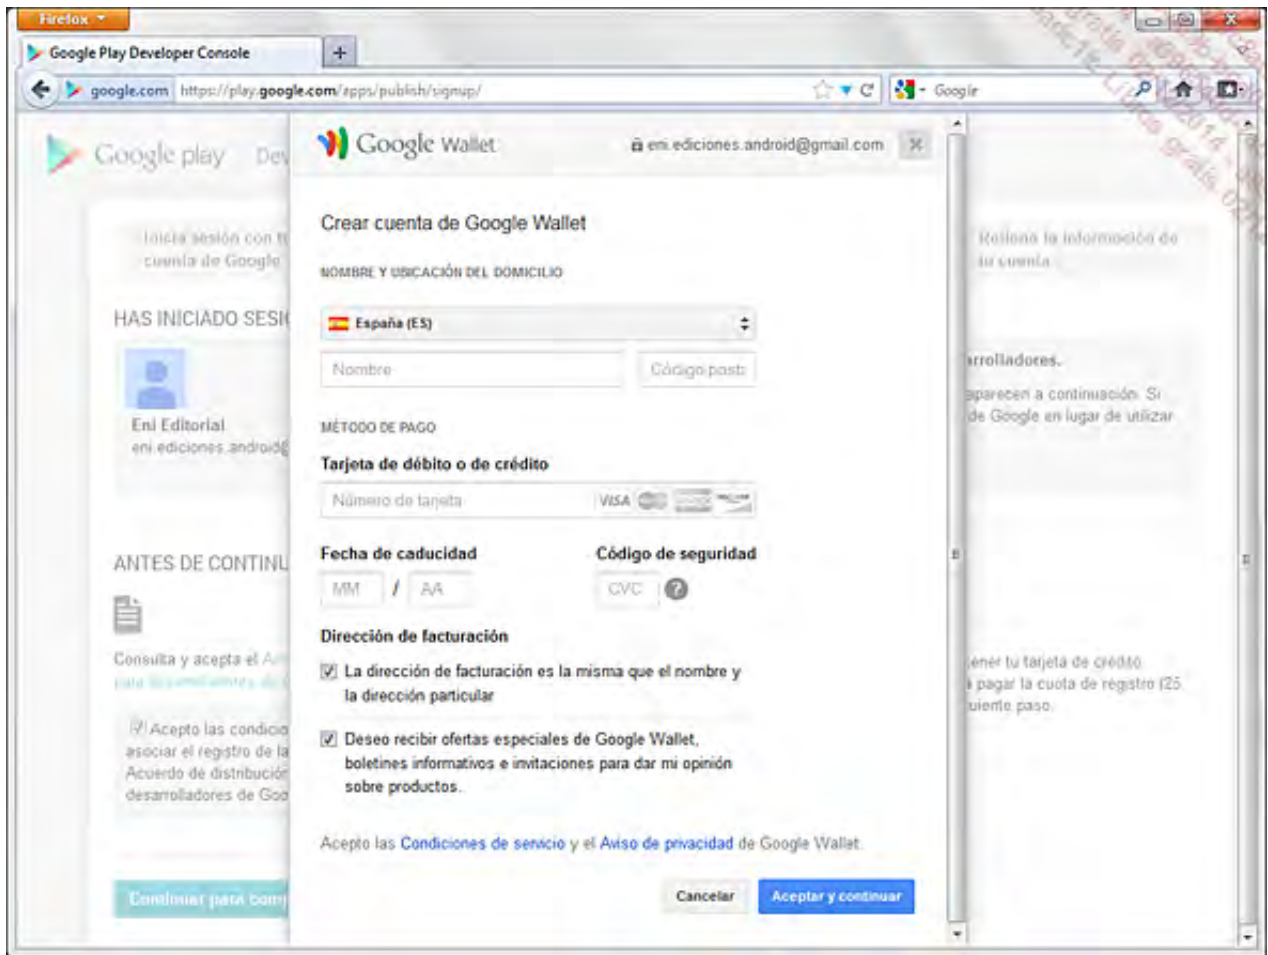 Firefox
Google Play Developer Console
google.com https://play.google.com/apps/publish/signup/
Google
Google play Dev
Google Wallet
eni.ediciones.android@gmail.com
Crear cuenta de Google Wallet
Inicia sesión con tu
cuenta de Google
Rellena la información de
tu cuenta
NOMBRE Y UBICACIÓN DEL DOMICILIO
HAS INICIADO SESIÓ
España (ES)
Nombre
Código posta
arrolladores.
aparecen a continuación. Si
de Google en lugar de utilizar
Eni Editorial
eni.ediciones.android@
MÉTODO DE PAGO
Tarjeta de débito o de crédito
Número de tarjeta
VISA
Fecha de caducidad
Código de seguridad
MM / AA
CVC ?
ANTES DE CONTINU
Dirección de facturación
Consulta y acepta el
La dirección de facturación es la misma que el nombre y
la dirección particular
ener tu tarjeta de crédito
a pagar la cuota de registro (25
uiente paso.
Acepto las condicio
asociar el registro de la
Acuerdo de distribución
desarrolladores de Goo
Deseo recibir ofertas especiales de Google Wallet,
boletines informativos e invitaciones para dar mi opinión
sobre productos.
Acepto las Condiciones de servicio y el Aviso de privacidad de Google Wallet.
Continuar para comp
Cancelar
Aceptar y continuar